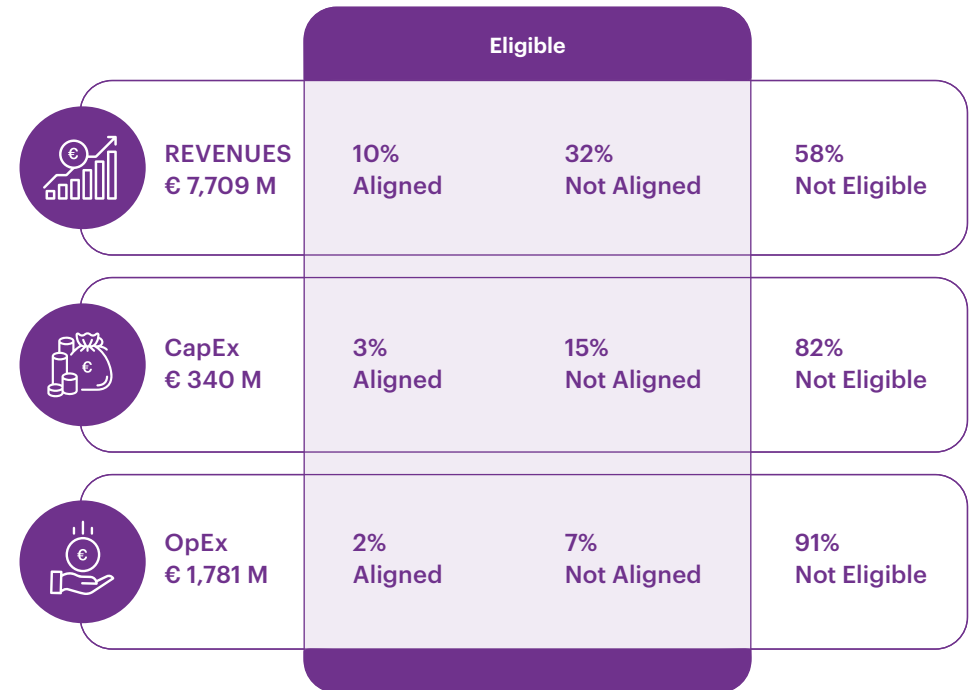 Eligible
REVENUES
€ 7,709 M
10%
Aligned
32%
Not Aligned
58%
Not Eligible
CapEx
€ 340 M
3%
Aligned
15%
Not Aligned
82%
Not Eligible
OpEx
€ 1,781 M
2%
Aligned
7%
Not Aligned
91%
Not Eligible